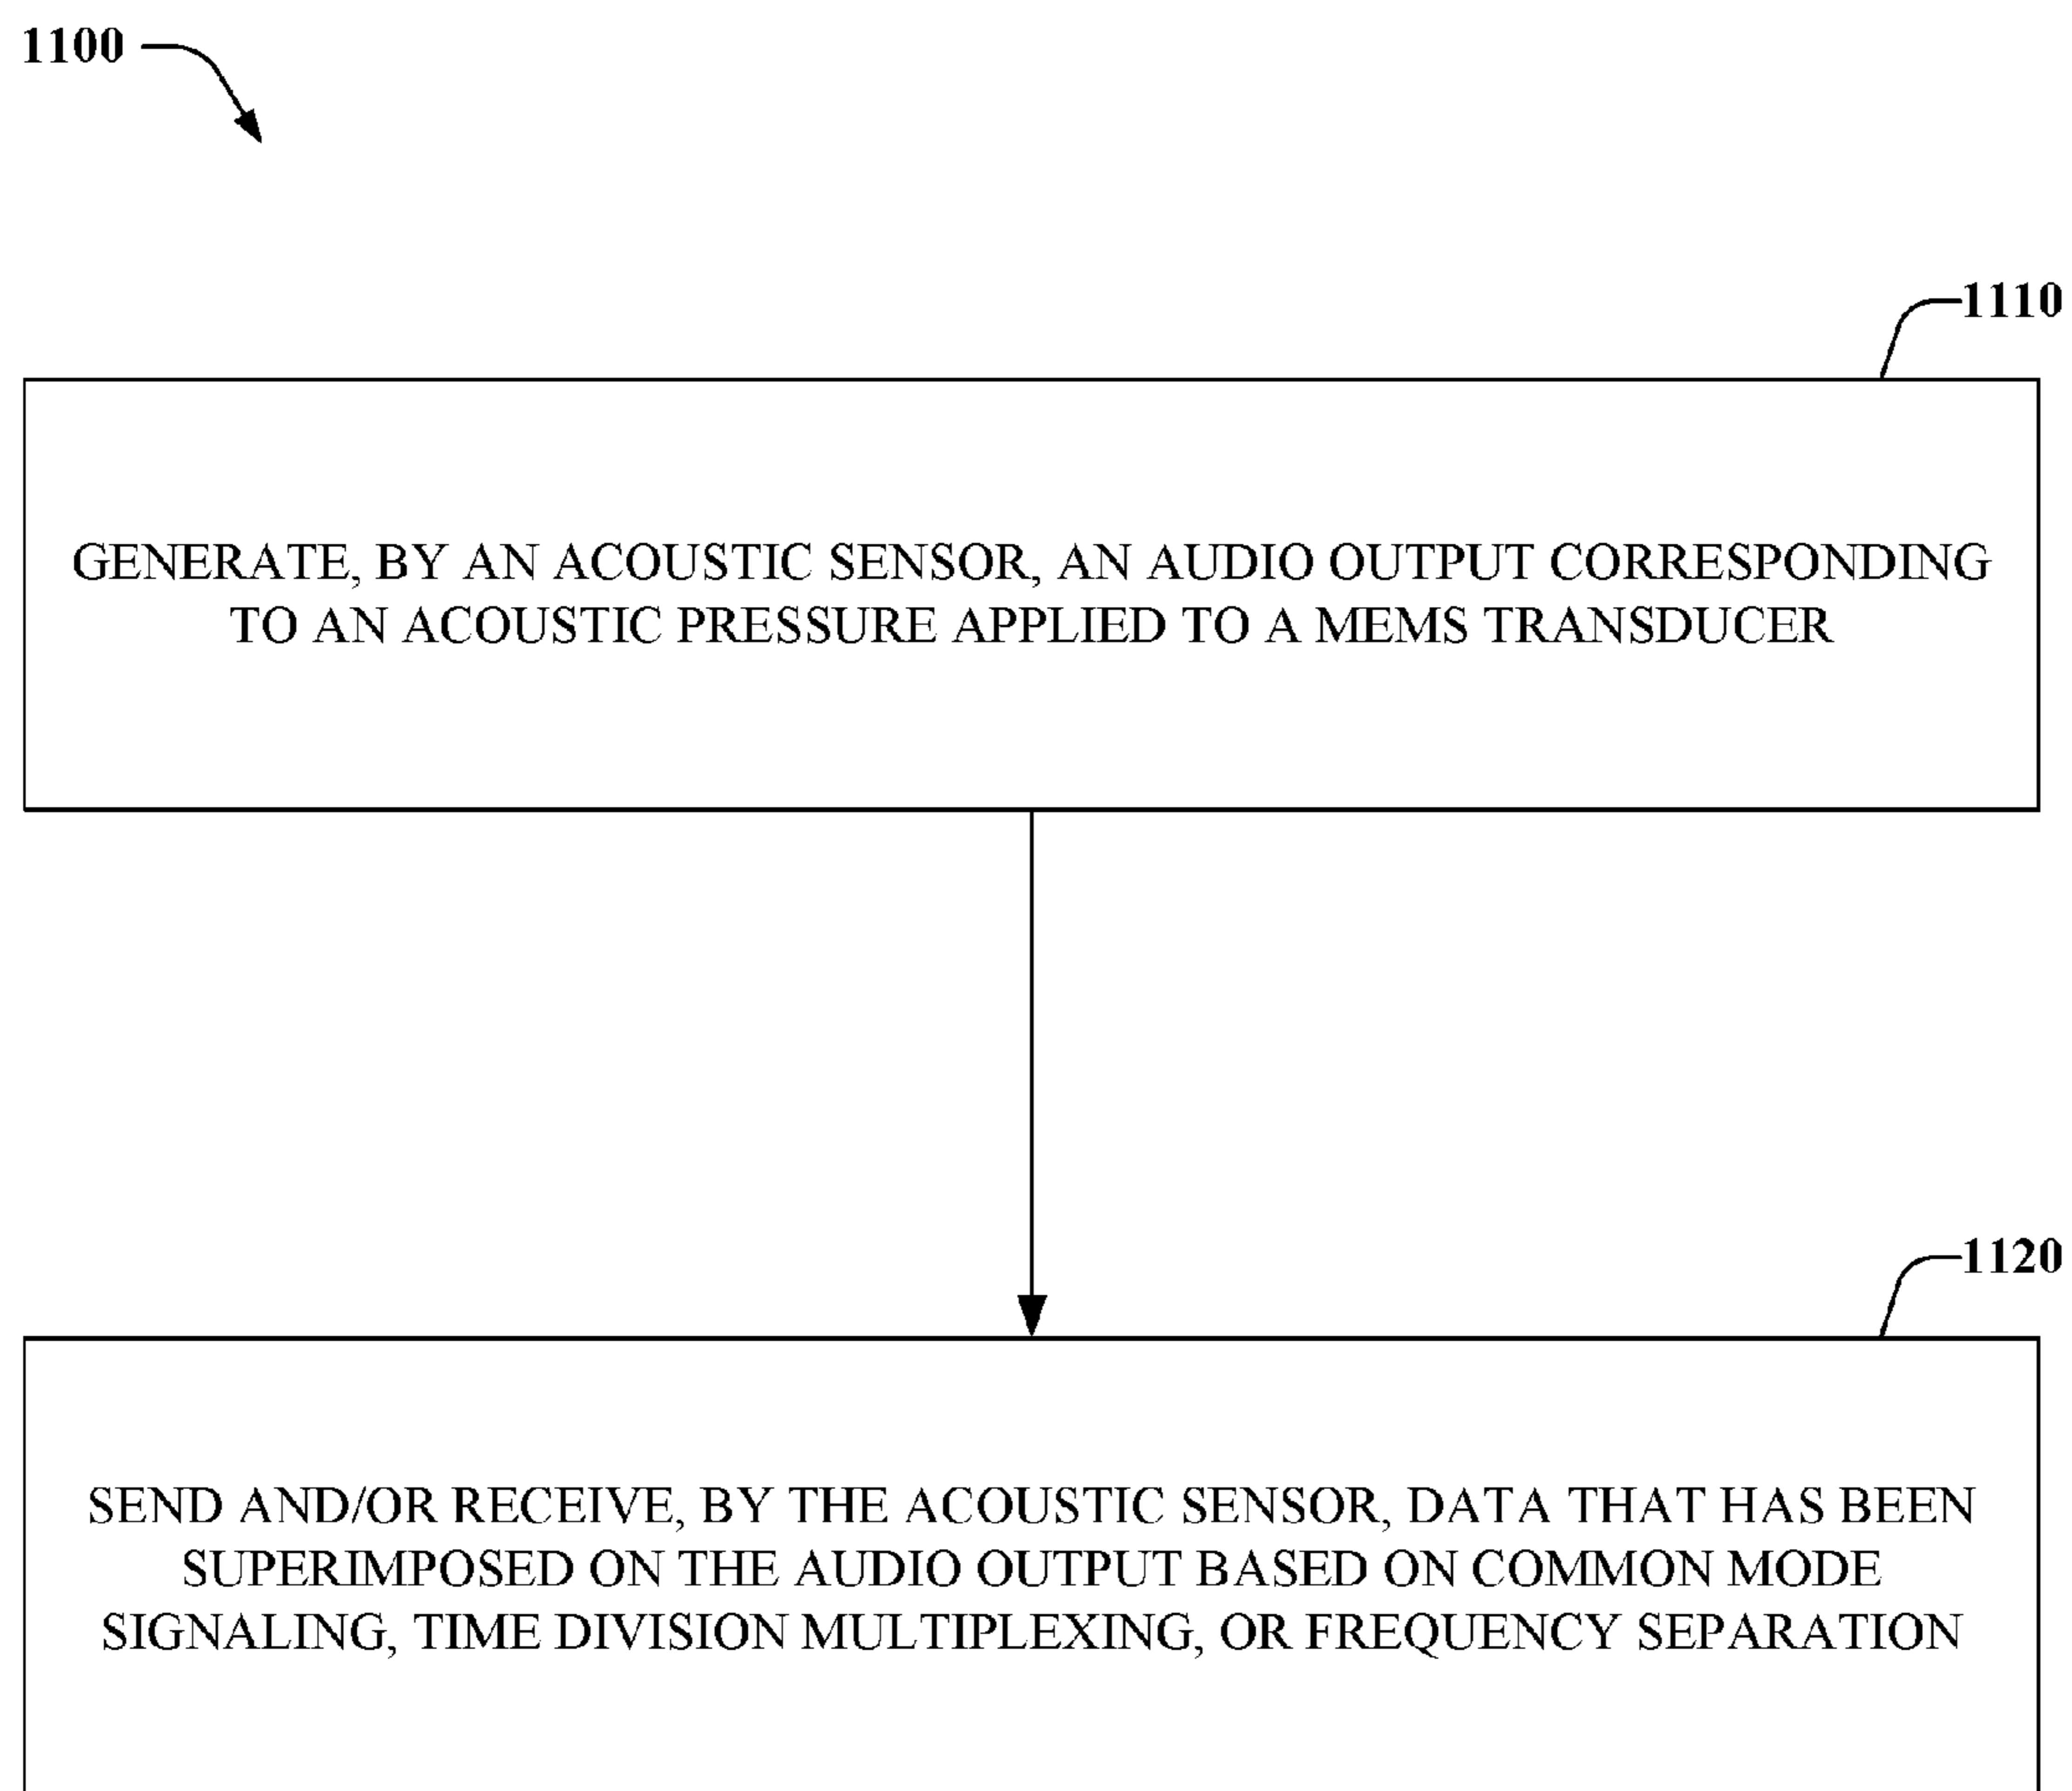 1100
1110
GENERATE, BY AN ACOUSTIC SENSOR, AN AUDIO OUTPUT CORRESPONDING
TO AN ACOUSTIC PRESSURE APPLIED TO A MEMS TRANSDUCER
1120
SEND AND/OR RECEIVE, BY THE ACOUSTIC SENSOR, DATA THAT HAS BEEN
SUPERIMPOSED ON THE AUDIO OUTPUT BASED ON COMMON MODE
SIGNALING, TIME DIVISION MULTIPLEXING, OR FREQUENCY SEPARATION